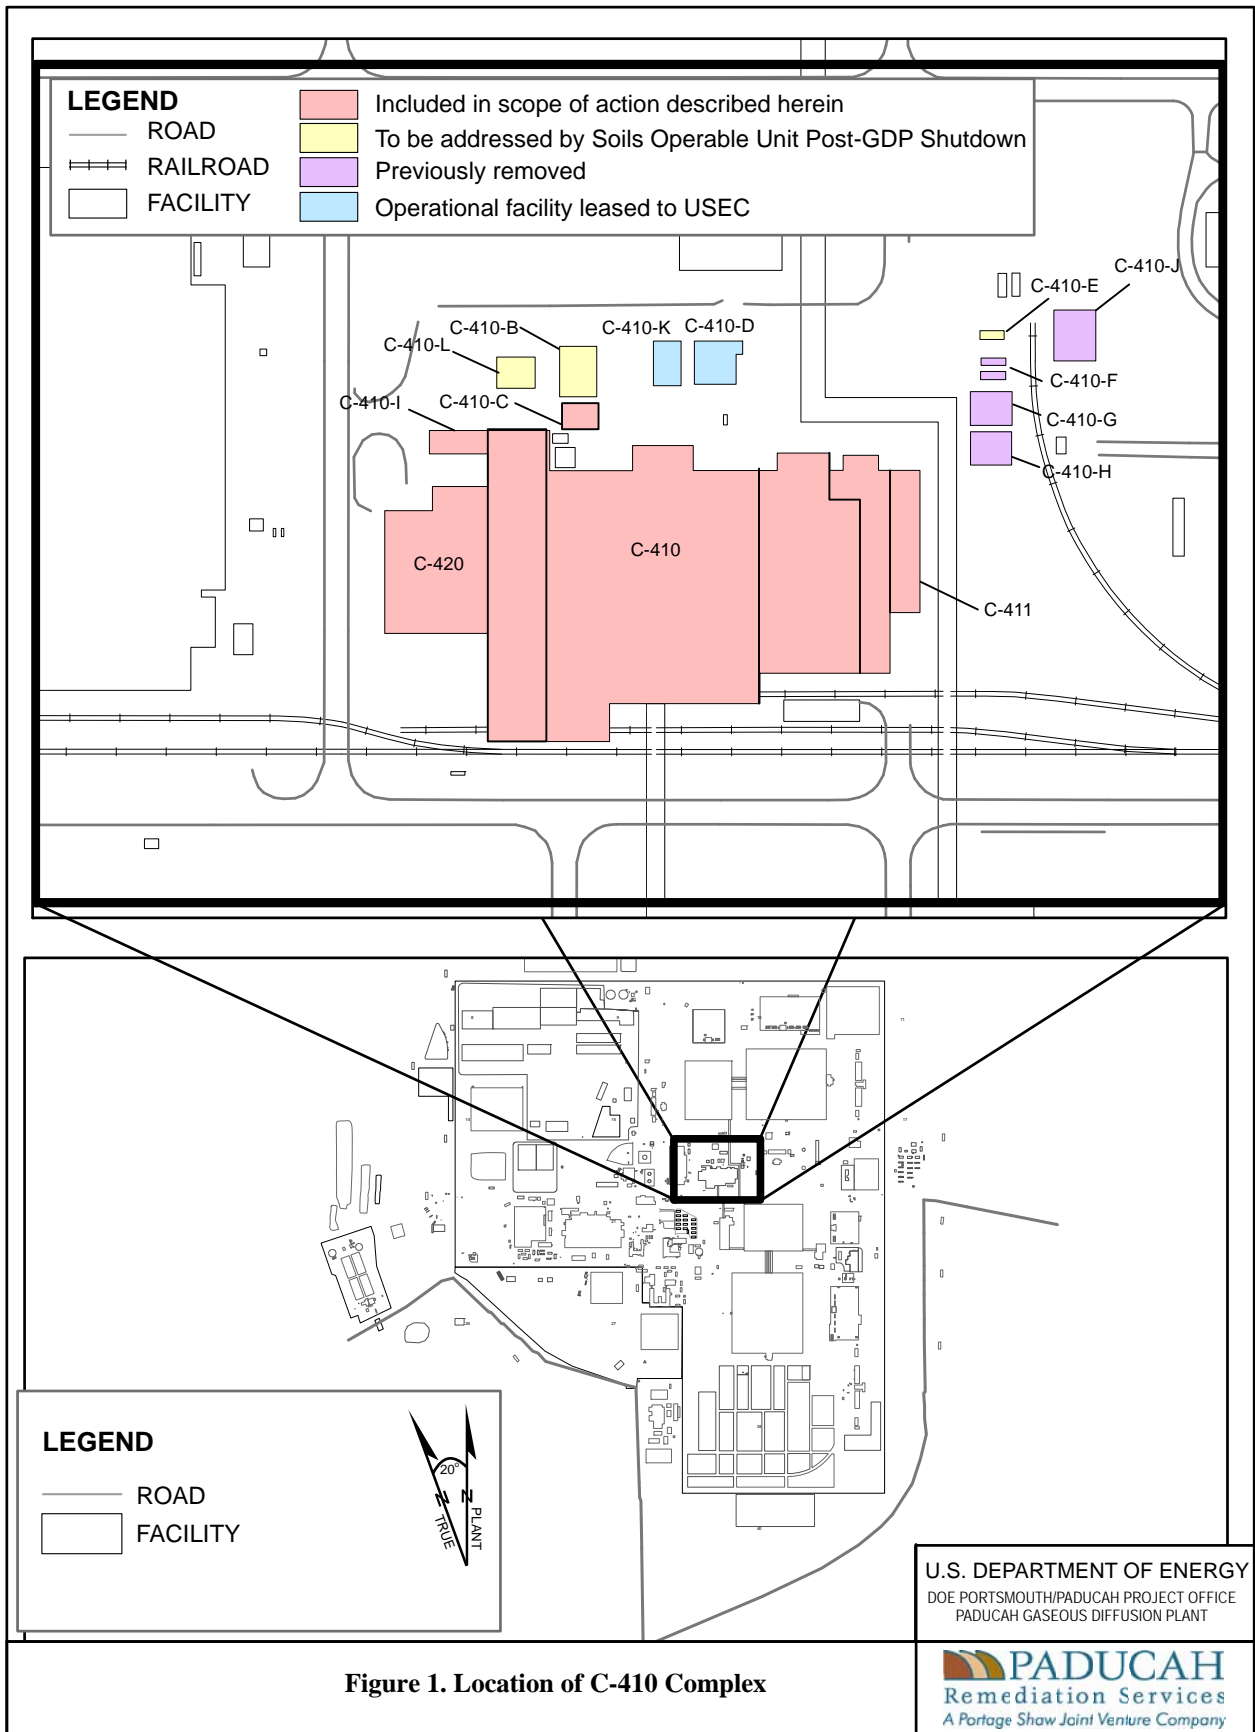 LEGEND
ROAD
RAILROAD
FACILITY
Included in scope of action described herein
To be addressed by Soils Operable Unit Post-GDP Shutdown
Previously removed
Operational facility leased to USEC
C-410-J
C-410-E
C-410-B
C-410-K
C-410-D
C-410-L
C-410-F
C-410-I
C-410-C
C-410-G
C-410-H
C-420
C-410
C-411
LEGEND
ROAD
FACILITY
20°
N
TRUE
N
PLANT
U.S. DEPARTMENT OF ENERGY
DOE PORTSMOUTH/PADUCAH PROJECT OFFICE
PADUCAH GASEOUS DIFFUSION PLANT
Figure 1. Location of C-410 Complex
PADUCAH
Remediation Services
A Portage Shaw Joint Venture Company